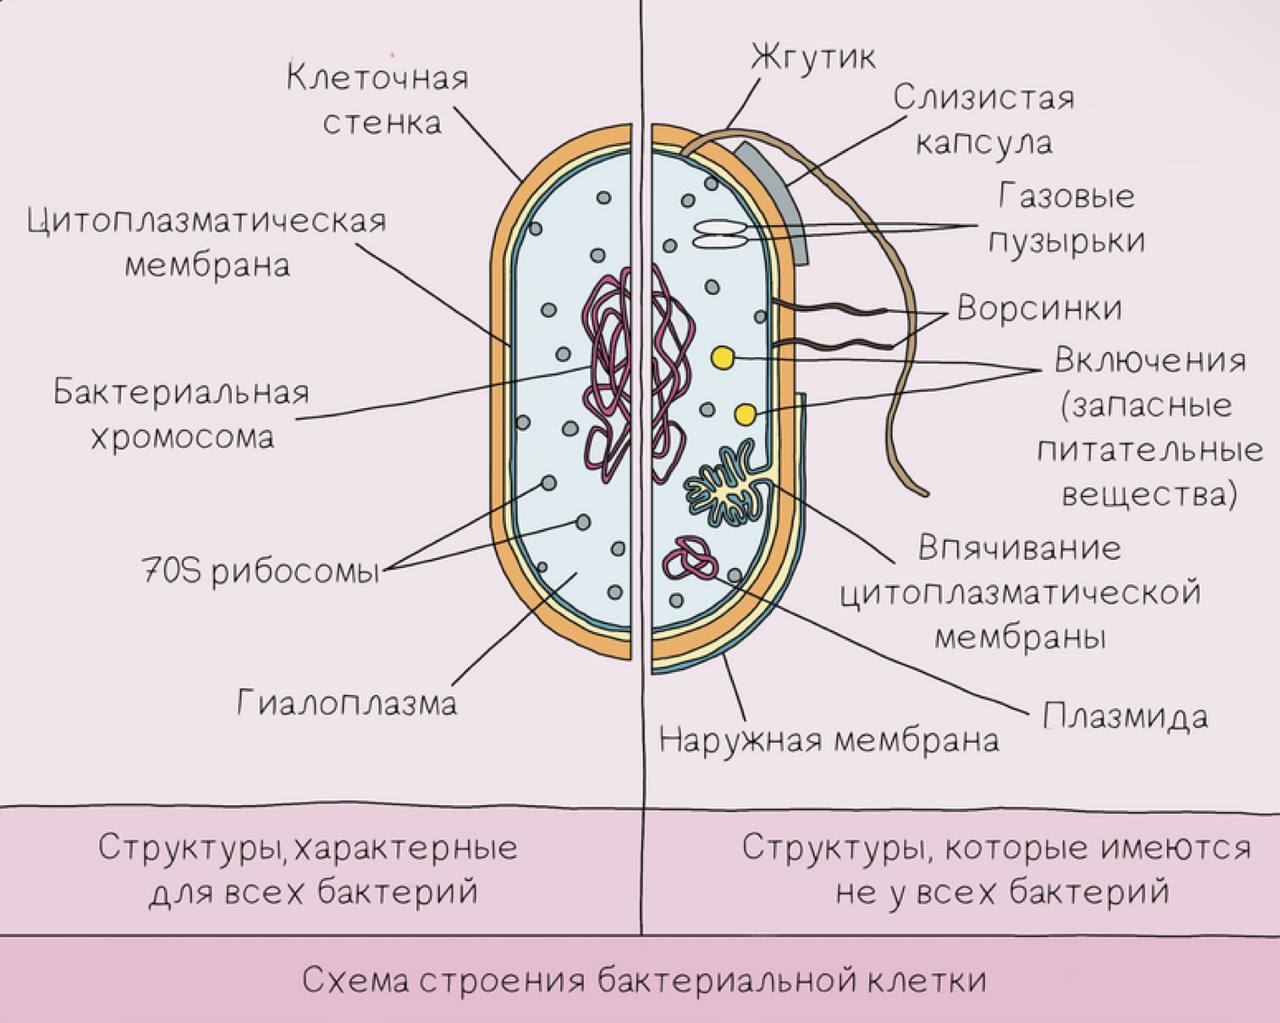 Клеточная
стенка
Цитоплазматическая
мембрана
Бактериальная
хромосома
70S рибосомы
Гиалоплазма
Жгутик
Слизистая
капсула
Газовые
пузырьки
Ворсинки
Включения
(запасные
питательные
вещества)
Впячивание
цитоплазматической
мембраны
Плазмида
Наружная мембрана
Структуры, характерные
для всех бактерий
Структуры, которые имеются
не у всех бактерий
Схема строения бактериальной клетки